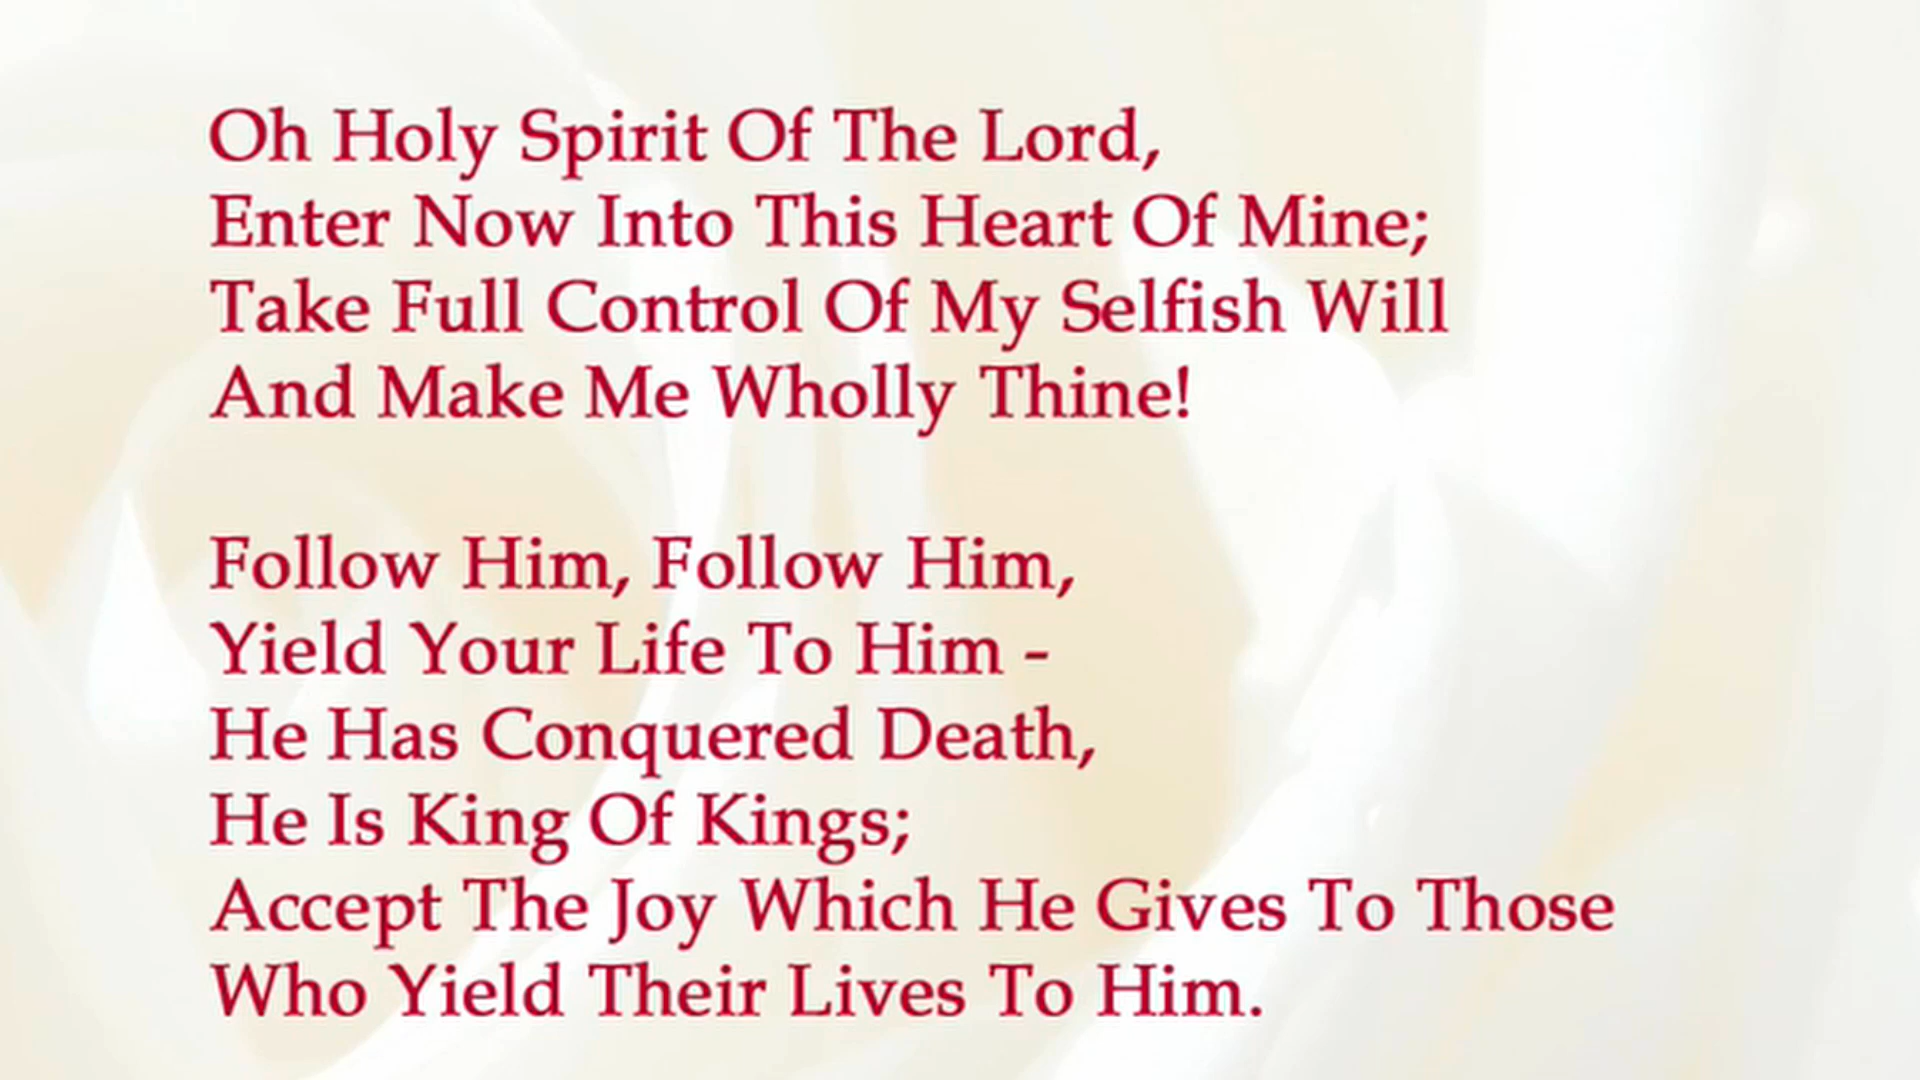 Oh Holy Spirit Of The Lord,
Enter Now Into This Heart Of Mine;
Take Full Control Of My Selfish Will
And Make Me Wholly Thine!
Follow Him, Follow Him,
Yield Your Life To Him -
He Has Conquered Death,
He Is King Of Kings;
Accept The Joy Which He Gives To Those
Who Yield Their Lives To Him.